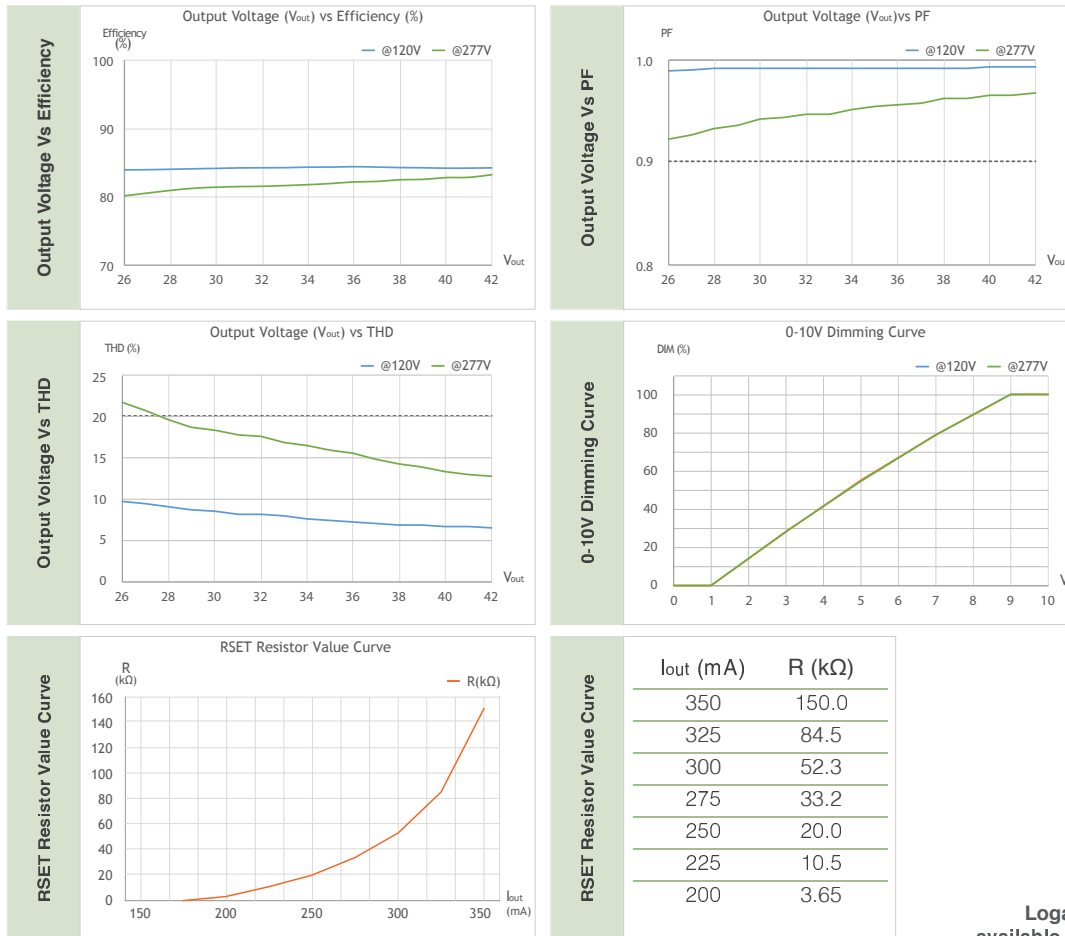 Output Voltage Vs Efficiency
Output Voltage (Vout) vs Efficiency (%)
Efficiency
(%)
@120V @277V
100
90
80
70
26 28 30 32 34 36 38 40 42
Vout
Output Voltage Vs PF
Output Voltage (Vout)vs PF
PF
@120V @277V
1.0
0.9
0.8
26 28 30 32 34 36 38 40 42
Vout
Output Voltage Vs THD
Output Voltage (Vout) vs THD
THD (%)
@120V @277V
25
20
15
10
5
0
26 28 30 32 34 36 38 40 42
Vout
0-10V Dimming Curve
0-10V Dimming Curve
DIM (%)
@120V @277V
100
80
60
40
20
0
0 1 2 3 4 5 6 7 8 9 10
V
RSET Resistor Value Curve
RSET Resistor Value Curve
R
(kΩ)
R(kΩ)
160
140
120
100
80
60
40
20
0
150 200 250 300 350
Iout
(mA)
RSET Resistor Value Curve
Iout (mA) R (kΩ)
350 150.0
325 84.5
300 52.3
275 33.2
250 20.0
225 10.5
200 3.65
Loga